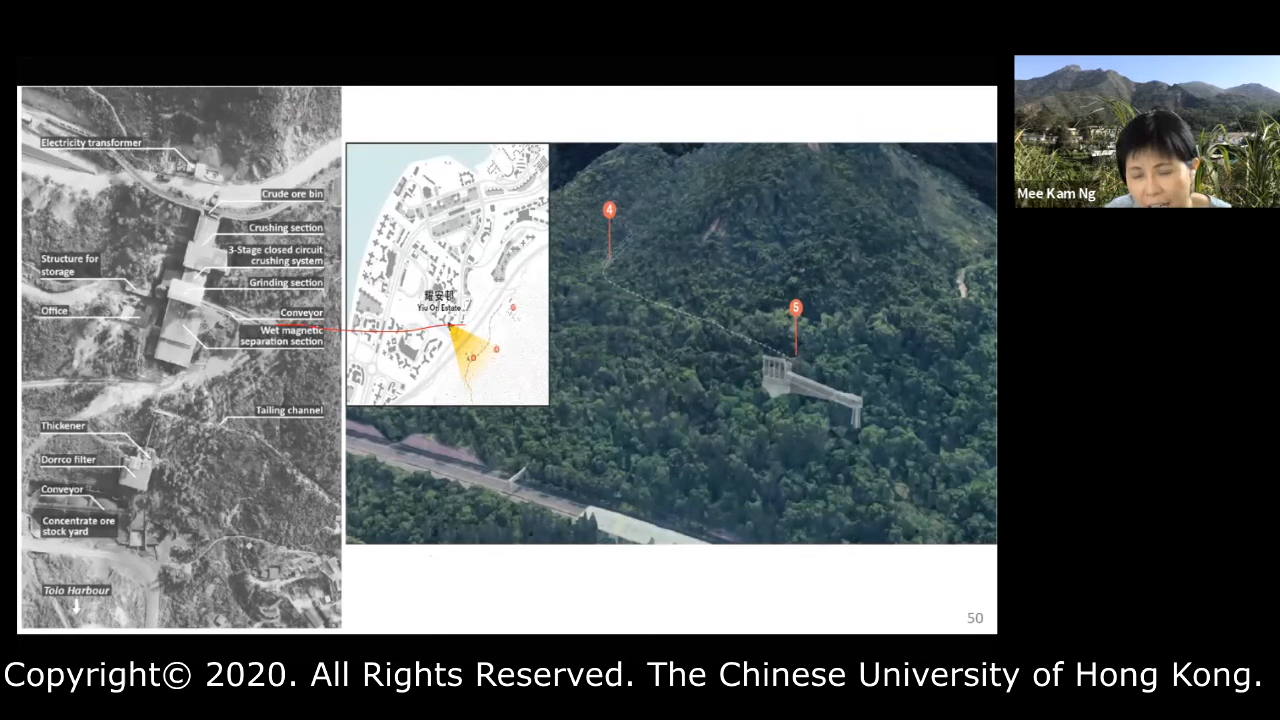 Electricity transformer
Crude ore bin
Crushing section
3-Stage closed circuit
crushing system
Structure for
storage
Grinding section
Office
Conveyor
Wet magnetic
separation section
Tailing channel
Thickener
Dorrco filter
Conveyor
Concentrate ore
stock yard
Tolo Harbour
耀安邨
Yiu On Estate
4
5
50
Mee Kam Ng
Copyright© 2020. All Rights Reserved. The Chinese University of Hong Kong.